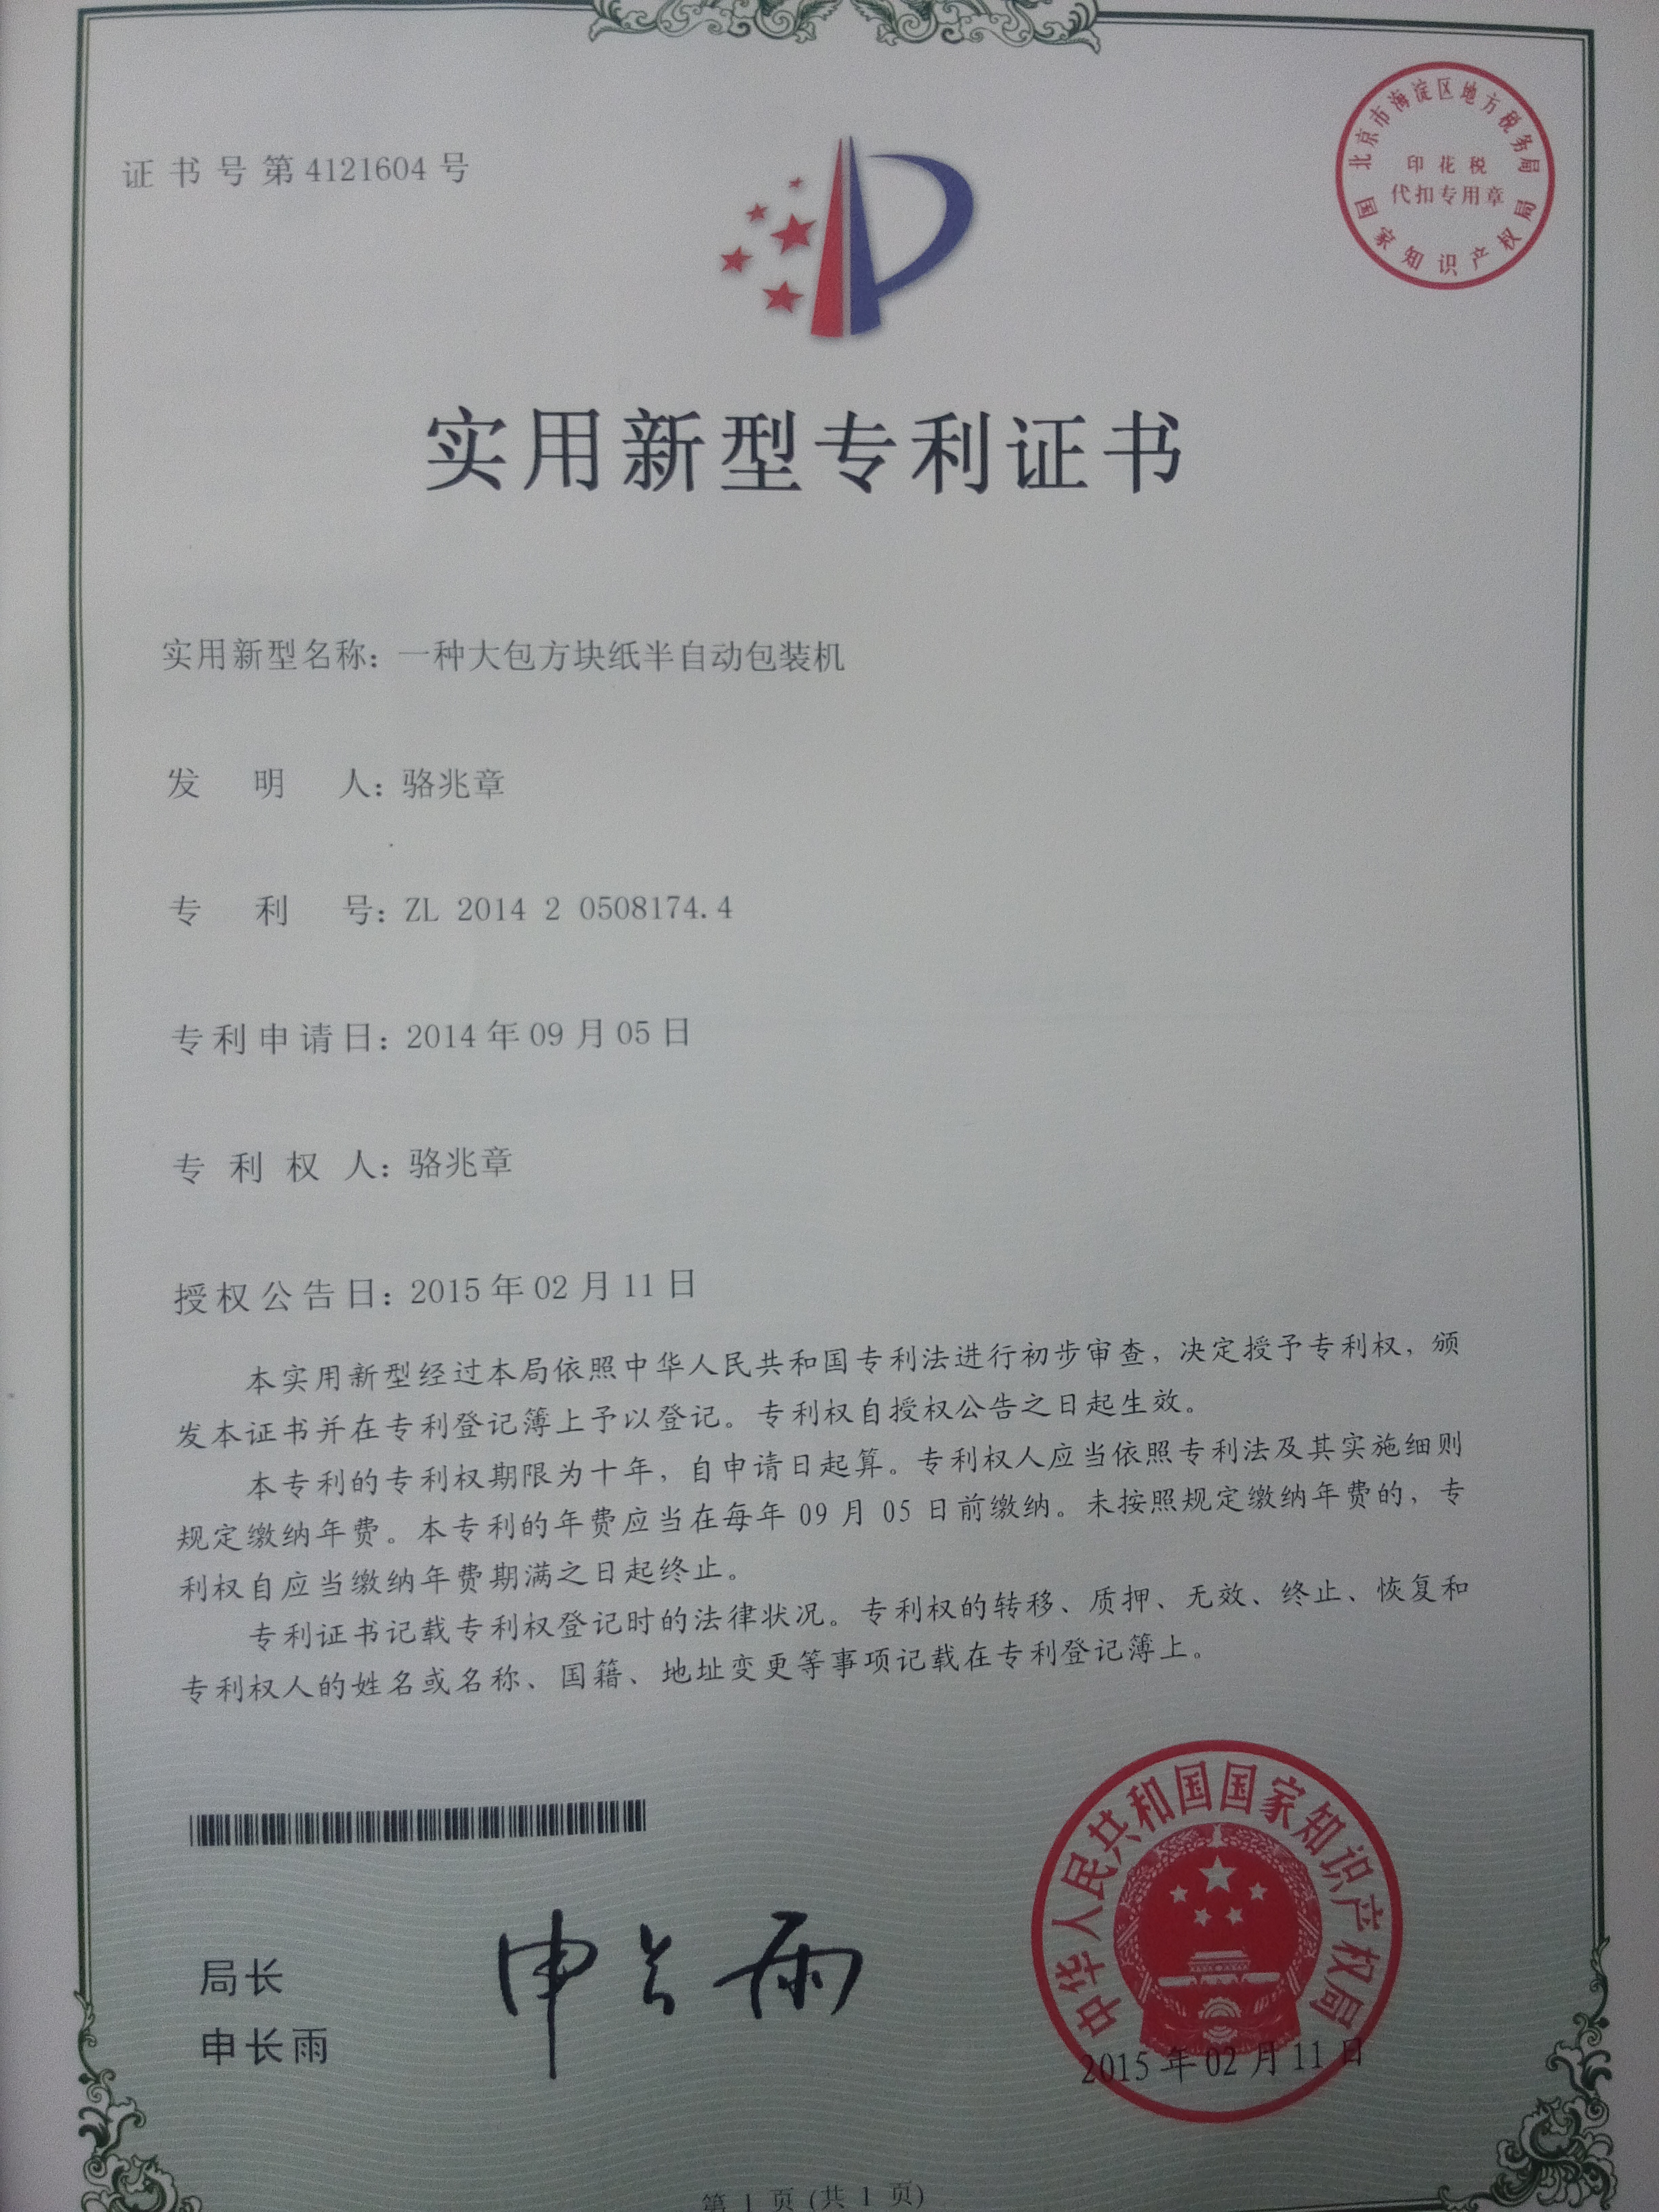 证书号第4121604号
北京市海淀区地方税务局
印花税
代扣专用章
国家知识产权局
实用新型专利证书
实用新型名称：一种大包方块纸半自动包装机
发明人：骆兆章
专利号：ZL 2014 2 0508174.4
专利申请日：2014年09月05日
专利权人：骆兆章
授权公告日：2015年02月11日
本实用新型经过本局依照中华人民共和国专利法进行初步审查，决定授予专利权，颁
发本证书并在专利登记簿上予以登记。专利权自授权公告之日起生效。
本专利的专利权期限为十年，自申请日起算。专利权人应当依照专利法及其实施细则
规定缴纳年费。本专利的年费应当在每年09月05日前缴纳。未按照规定缴纳年费的，专
利权自应当缴纳年费期满之日起终止。
专利证书记载专利权登记时的法律状况。专利权的转移、质押、无效、终止、恢复和
专利权人的姓名或名称、国籍、地址变更等事项记载在专利登记簿上。
局长
申长雨
申长雨
中华人民共和国国家知识产权局
2015年02月11日
第 1 页 (共 1 页)